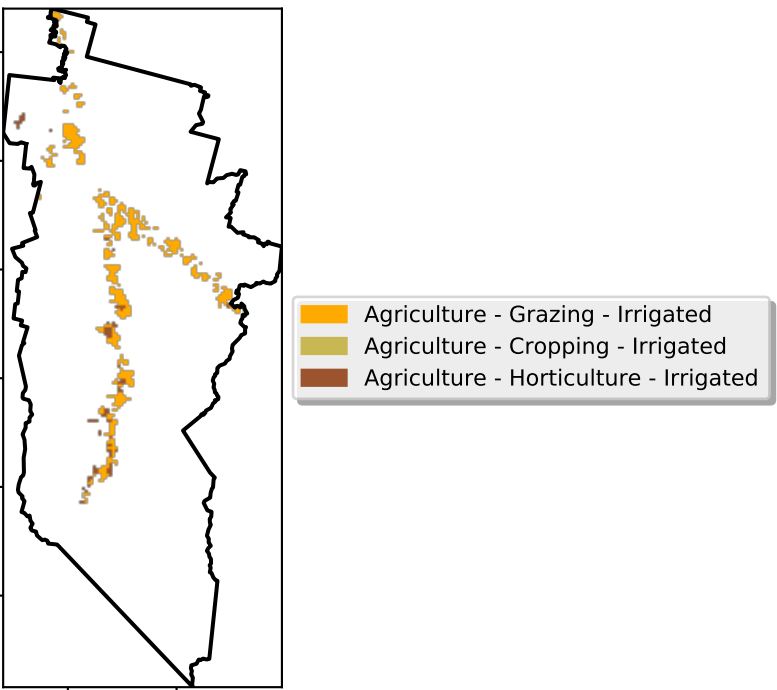 Agriculture - Grazing - Irrigated
Agriculture - Cropping - Irrigated
Agriculture - Horticulture - Irrigated